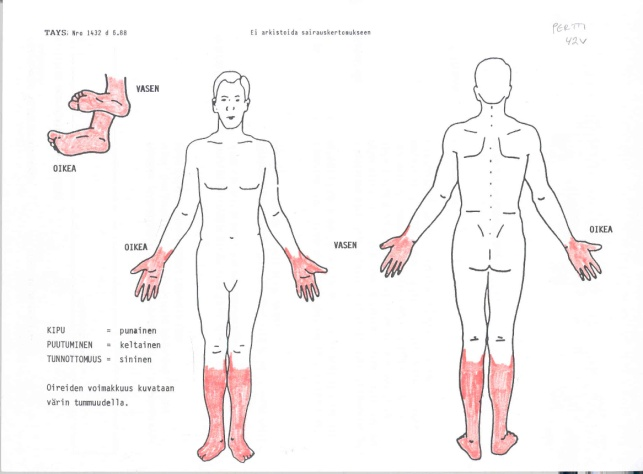 TAYS: Nro 1432 d 6.88
Ei arkistoida sairauskertomukseen
PERTTI
42v
VASEN
OIKEA
OIKEA
VASEN
OIKEA
KIPU = punainen
PUUTUMINEN = keltainen
TUNNOTTOMUUS = sininen
Oireiden voimakkuus kuvataan
värin tummuudella.